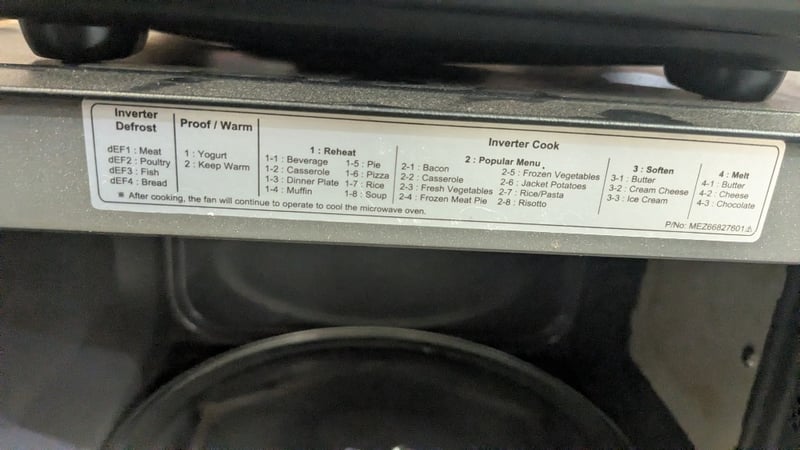 Inverter Defrost
dEF1 : Meat
dEF2 : Poultry
dEF3 : Fish
dEF4 : Bread
Proof / Warm
1 : Yogurt
2 : Keep Warm
Inverter Cook
1 : Reheat
1-1 : Beverage
1-2 : Casserole
1-3 : Dinner Plate
1-4 : Muffin
1-5 : Pie
1-6 : Pizza
1-7 : Rice
1-8 : Soup
2 : Popular Menu
2-1 : Bacon
2-2 : Casserole
2-3 : Fresh Vegetables
2-4 : Frozen Meat Pie
2-5 : Frozen Vegetables
2-6 : Jacket Potatoes
2-7 : Rice/Pasta
2-8 : Risotto
3 : Soften
3-1 : Butter
3-2 : Cream Cheese
3-3 : Ice Cream
4 : Melt
4-1 : Butter
4-2 : Cheese
4-3 : Chocolate
※ After cooking, the fan will continue to operate to cool the microwave oven.
P/No: MEZ66827601